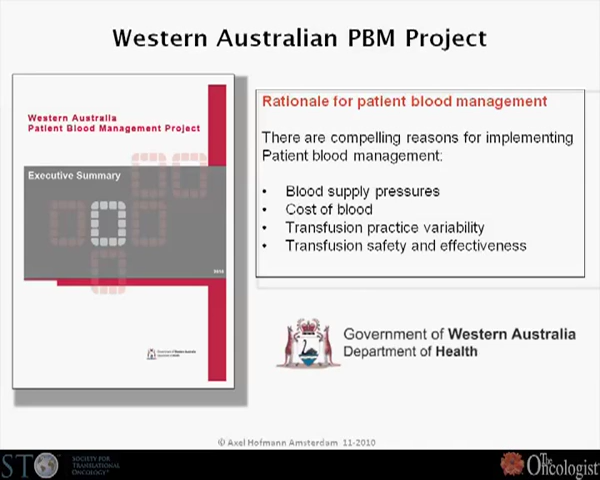 Western Australian PBM Project
Western Australia
Patient Blood Management Project
Executive Summary
Rationale for patient blood management
There are compelling reasons for implementing
Patient blood management:
• Blood supply pressures
• Cost of blood
• Transfusion practice variability
• Transfusion safety and effectiveness
Government of Western Australia
Department of Health
© Axel Hofmann Amsterdam 11-2010
STO
SOCIETY FOR
TRANSLATIONAL
ONCOLOGY
The
Oncologist